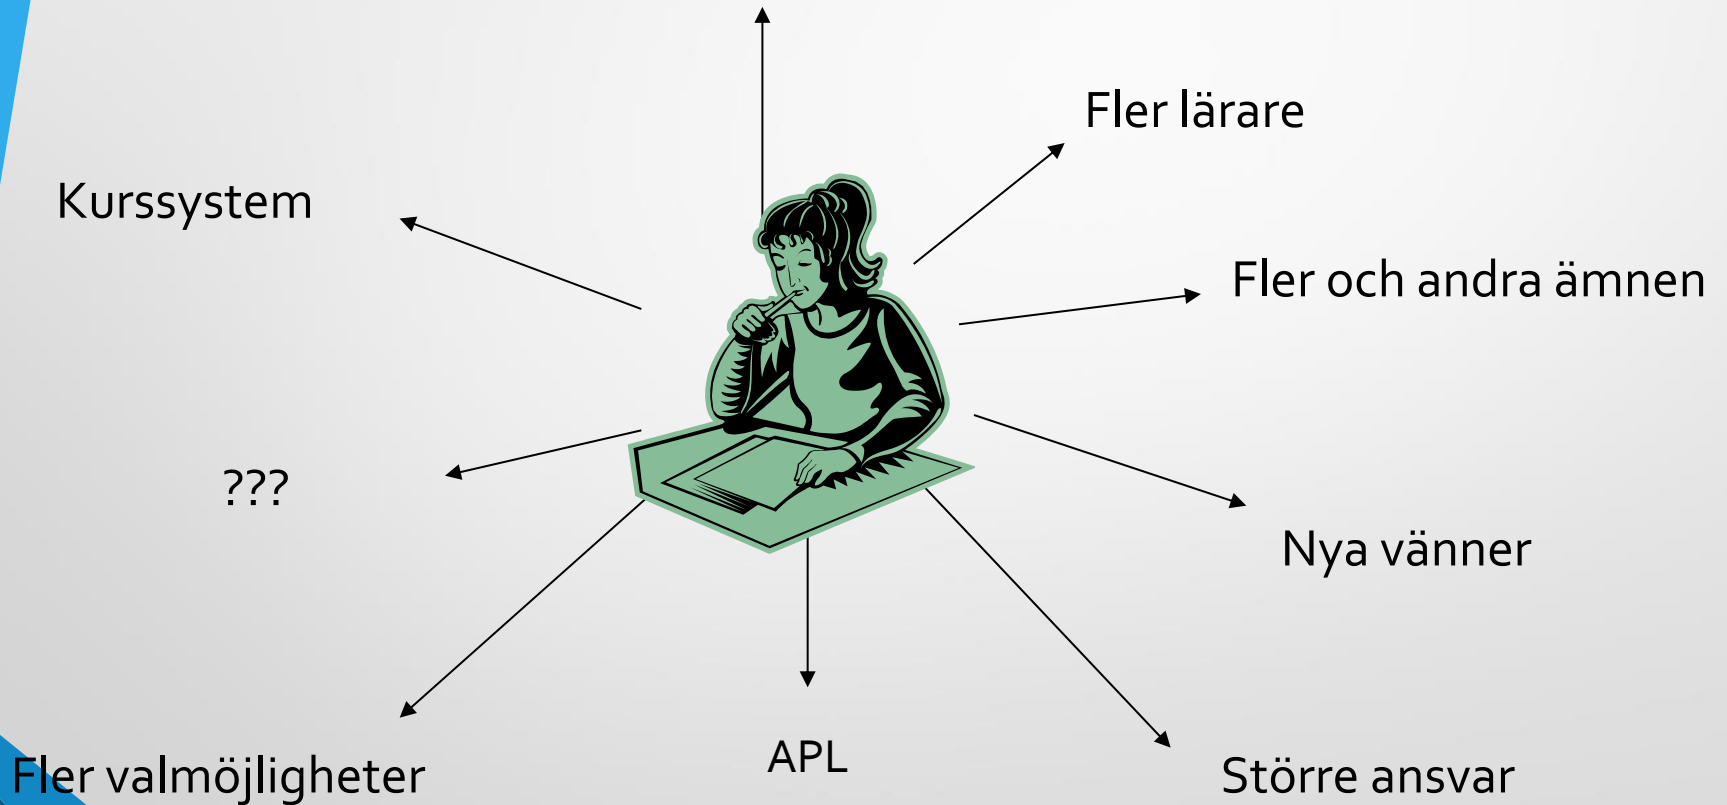 Fler lärare
Kurssystem
Fler och andra ämnen
???
Nya vänner
APL
Fler valmöjligheter
Större ansvar